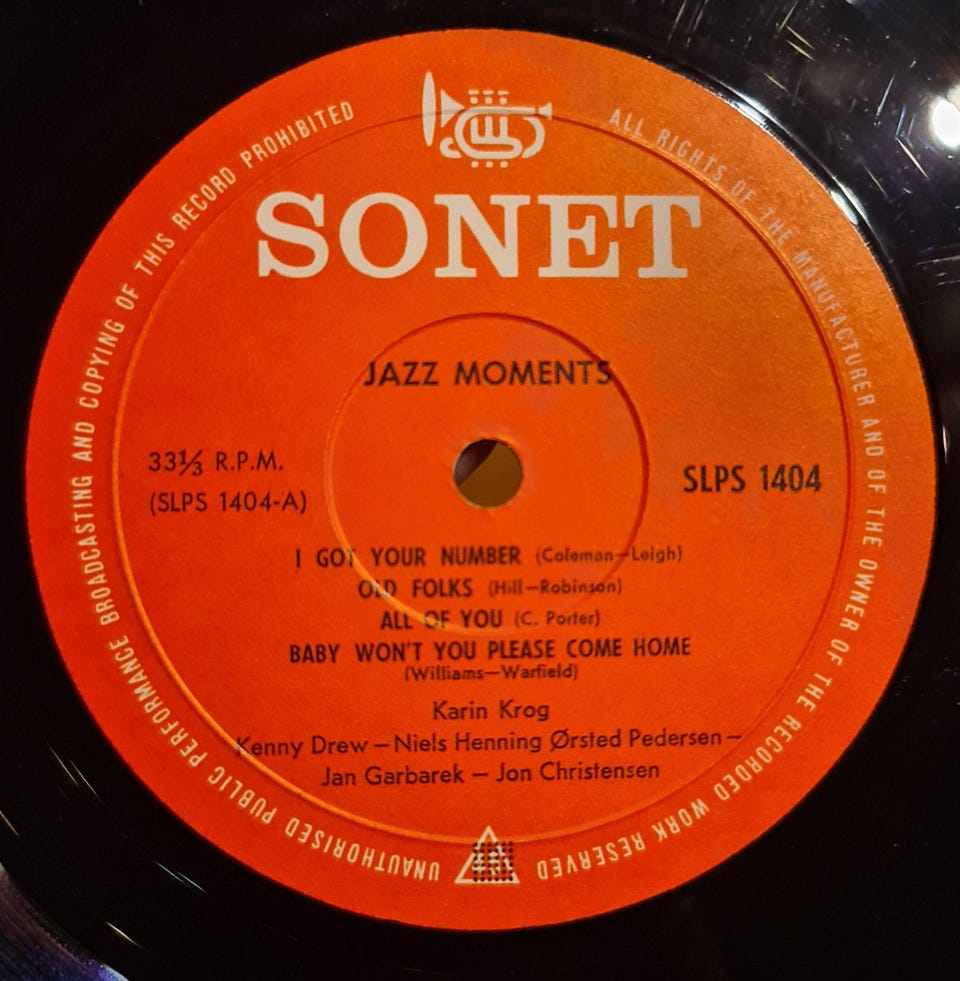 UNAUTHORISED PUBLIC PERFORMANCE BROADCASTING AND COPYING OF THIS RECORD PROHIBITED
ALL RIGHTS OF THE MANUFACTURER AND OF THE OWNER OF THE RECORDED WORK RESERVED
SONET
JAZZ MOMENTS
33⅓ R.P.M.
(SLPS 1404-A)
SLPS 1404
I GOT YOUR NUMBER (Coleman—Leigh)
OLD FOLKS (Hill—Robinson)
ALL OF YOU (C. Porter)
BABY WON'T YOU PLEASE COME HOME
(Williams—Warfield)
Karin Krog
Kenny Drew — Niels Henning Ørsted Pedersen —
Jan Garbarek — Jon Christensen